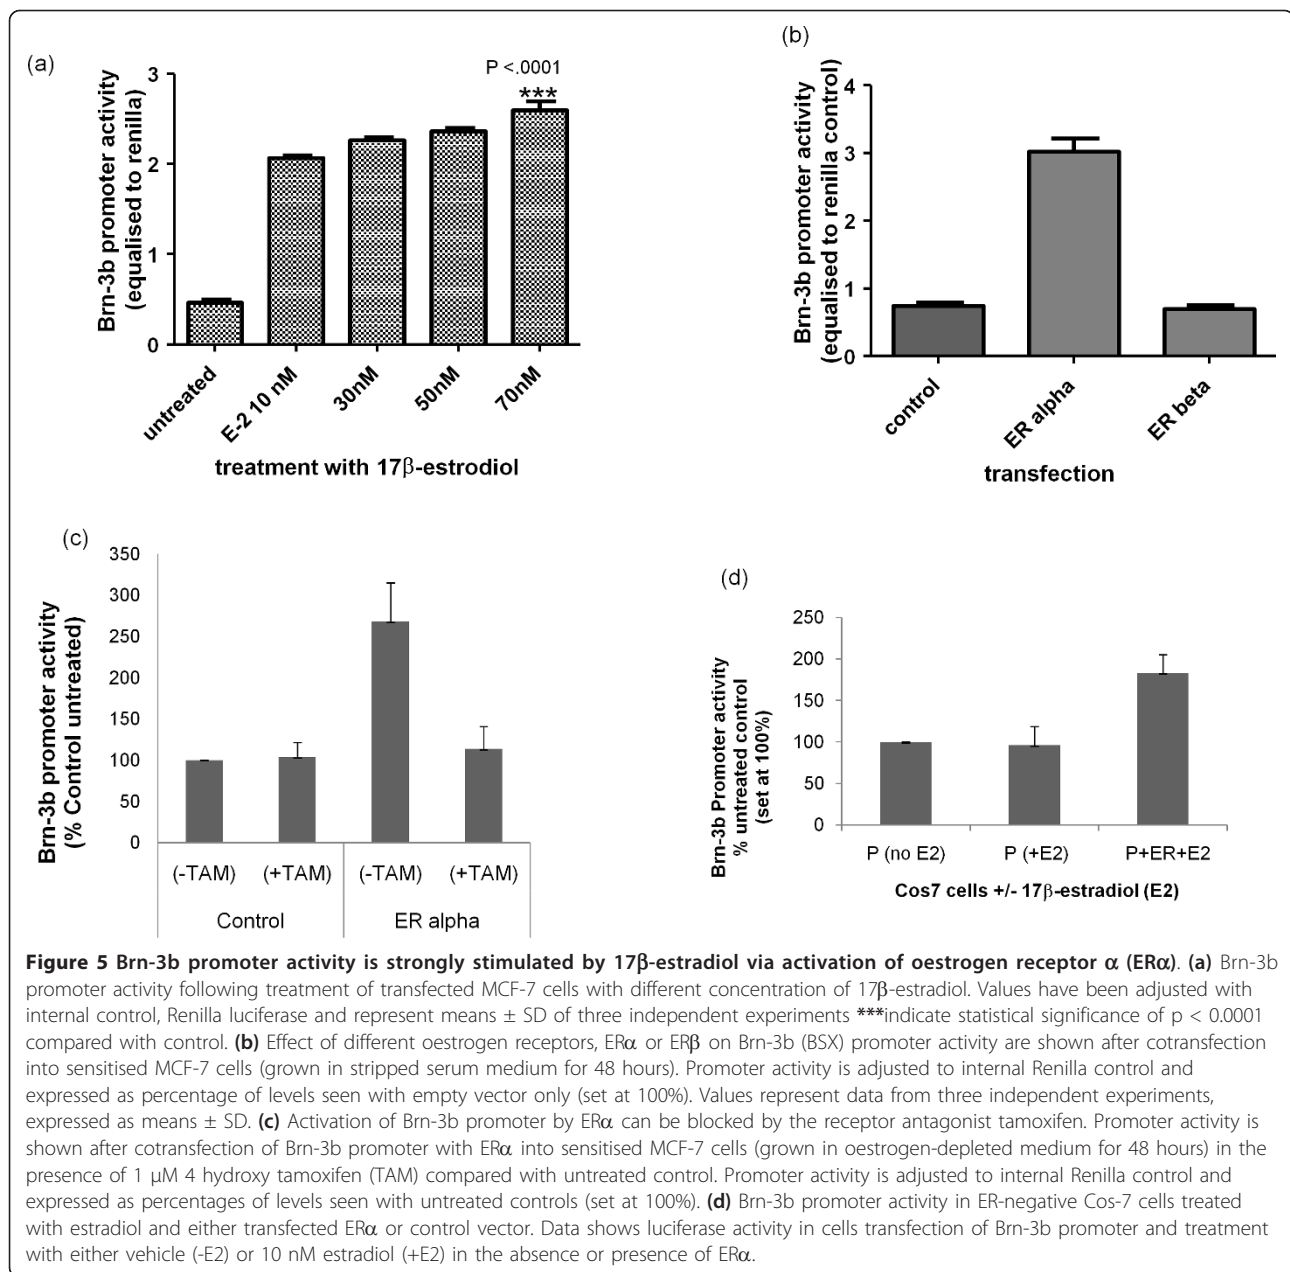 (a)
P <.0001
***
Brn-3b promoter activity
(equalised to renilla)
3
2
1
0
untreated
E-2 10 nM
30nM
50nM
70nM
treatment with 17β-estrodiol
(b)
Brn-3b promoter activity
(equalised to renilla control)
4
3
2
1
0
control
ER alpha
ER beta
transfection
(c)
Brn-3b promoter activity
(% Control untreated)
350
300
250
200
150
100
50
0
(-TAM)
(+TAM)
(-TAM)
(+TAM)
Control
ER alpha
(d)
Brn-3b Promoter activity
% untreated control
(set at 100%)
250
200
150
100
50
0
P (no E2)
P (+E2)
P+ER+E2
Cos7 cells +/- 17β-estradiol (E2)
Figure 5 Brn-3b promoter activity is strongly stimulated by 17β-estradiol via activation of oestrogen receptor α (ERα). (a) Brn-3b
promoter activity following treatment of transfected MCF-7 cells with different concentration of 17β-estradiol. Values have been adjusted with
internal control, Renilla luciferase and represent means ± SD of three independent experiments ***indicate statistical significance of p < 0.0001
compared with control. (b) Effect of different oestrogen receptors, ERα or ERβ on Brn-3b (BSX) promoter activity are shown after cotransfection
into sensitised MCF-7 cells (grown in stripped serum medium for 48 hours). Promoter activity is adjusted to internal Renilla control and
expressed as percentage of levels seen with empty vector only (set at 100%). Values represent data from three independent experiments,
expressed as means ± SD. (c) Activation of Brn-3b promoter by ERα can be blocked by the receptor antagonist tamoxifen. Promoter activity is
shown after cotransfection of Brn-3b promoter with ERα into sensitised MCF-7 cells (grown in oestrogen-depleted medium for 48 hours) in the
presence of 1 μM 4 hydroxy tamoxifen (TAM) compared with untreated control. Promoter activity is adjusted to internal Renilla control and
expressed as percentages of levels seen with untreated controls (set at 100%). (d) Brn-3b promoter activity in ER-negative Cos-7 cells treated
with estradiol and either transfected ERα or control vector. Data shows luciferase activity in cells transfection of Brn-3b promoter and treatment
with either vehicle (-E2) or 10 nM estradiol (+E2) in the absence or presence of ERα.